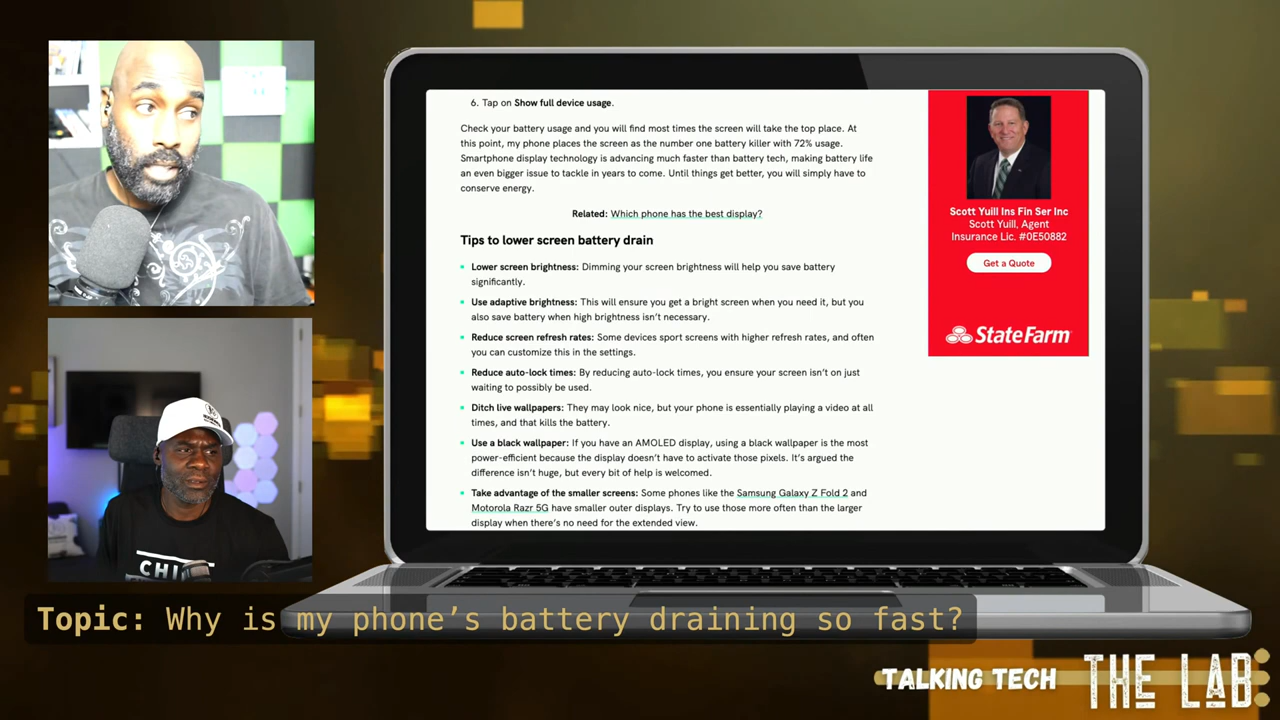 6. Tap on Show full device usage.
Check your battery usage and you will find most times the screen will take the top place. At
this point, my phone places the screen as the number one battery killer with 72% usage.
Smartphone display technology is advancing much faster than battery tech, making battery life
an even bigger issue to tackle in years to come. Until things get better, you will simply have to
conserve energy.
Related: Which phone has the best display?
Tips to lower screen battery drain
Lower screen brightness: Dimming your screen brightness will help you save battery
significantly.
Use adaptive brightness: This will ensure you get a bright screen when you need it, but you
also save battery when high brightness isn't necessary.
Reduce screen refresh rates: Some devices sport screens with higher refresh rates, and often
you can customize this in the settings.
Reduce auto-lock times: By reducing auto-lock times, you ensure your screen isn't on just
waiting to possibly be used.
Ditch live wallpapers: They may look nice, but your phone is essentially playing a video at all
times, and that kills the battery.
Use a black wallpaper: If you have an AMOLED display, using a black wallpaper is the most
power-efficient because the display doesn't have to activate those pixels. It's argued the
difference isn't huge, but every bit of help is welcomed.
Take advantage of the smaller screens: Some phones like the Samsung Galaxy Z Fold 2 and
Motorola Razr 5G have smaller outer displays. Try to use those more often than the larger
display when there's no need for the extended view.
Scott Yuill Ins Fin Ser Inc
Scott Yuill, Agent
Insurance Lic. #0E50882
Get a Quote
StateFarm
CHI
Topic: Why is my phone's battery draining so fast?
TALKING TECH
THE LAB